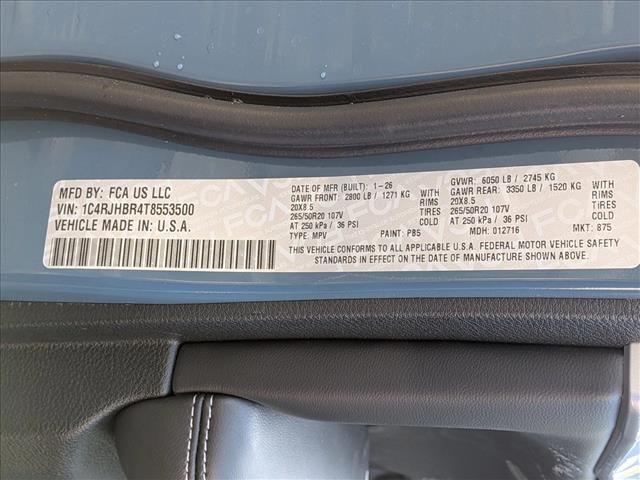 MFD BY: FCA US LLC
VIN: 1C4RJHBR4T8553500
VEHICLE MADE IN: U.S.A.
DATE OF MFR (BUILT): 1-26
GAWR FRONT: 2800 LB / 1271 KG WITH
20X8.5 RIMS
265/50R20 107V TIRES
AT 250 kPa / 36 PSI COLD
TYPE: MPV PAINT: PB5
GVWR: 6050 LB / 2745 KG
GAWR REAR: 3350 LB / 1520 KG WITH
20X8.5 RIMS
265/50R20 107V TIRES
AT 250 kPa / 36 PSI COLD
MDH: 012716 MKT: 875
THIS VEHICLE CONFORMS TO ALL APPLICABLE U.S.A. FEDERAL MOTOR VEHICLE SAFETY
STANDARDS IN EFFECT ON THE DATE OF MANUFACTURE SHOWN ABOVE.